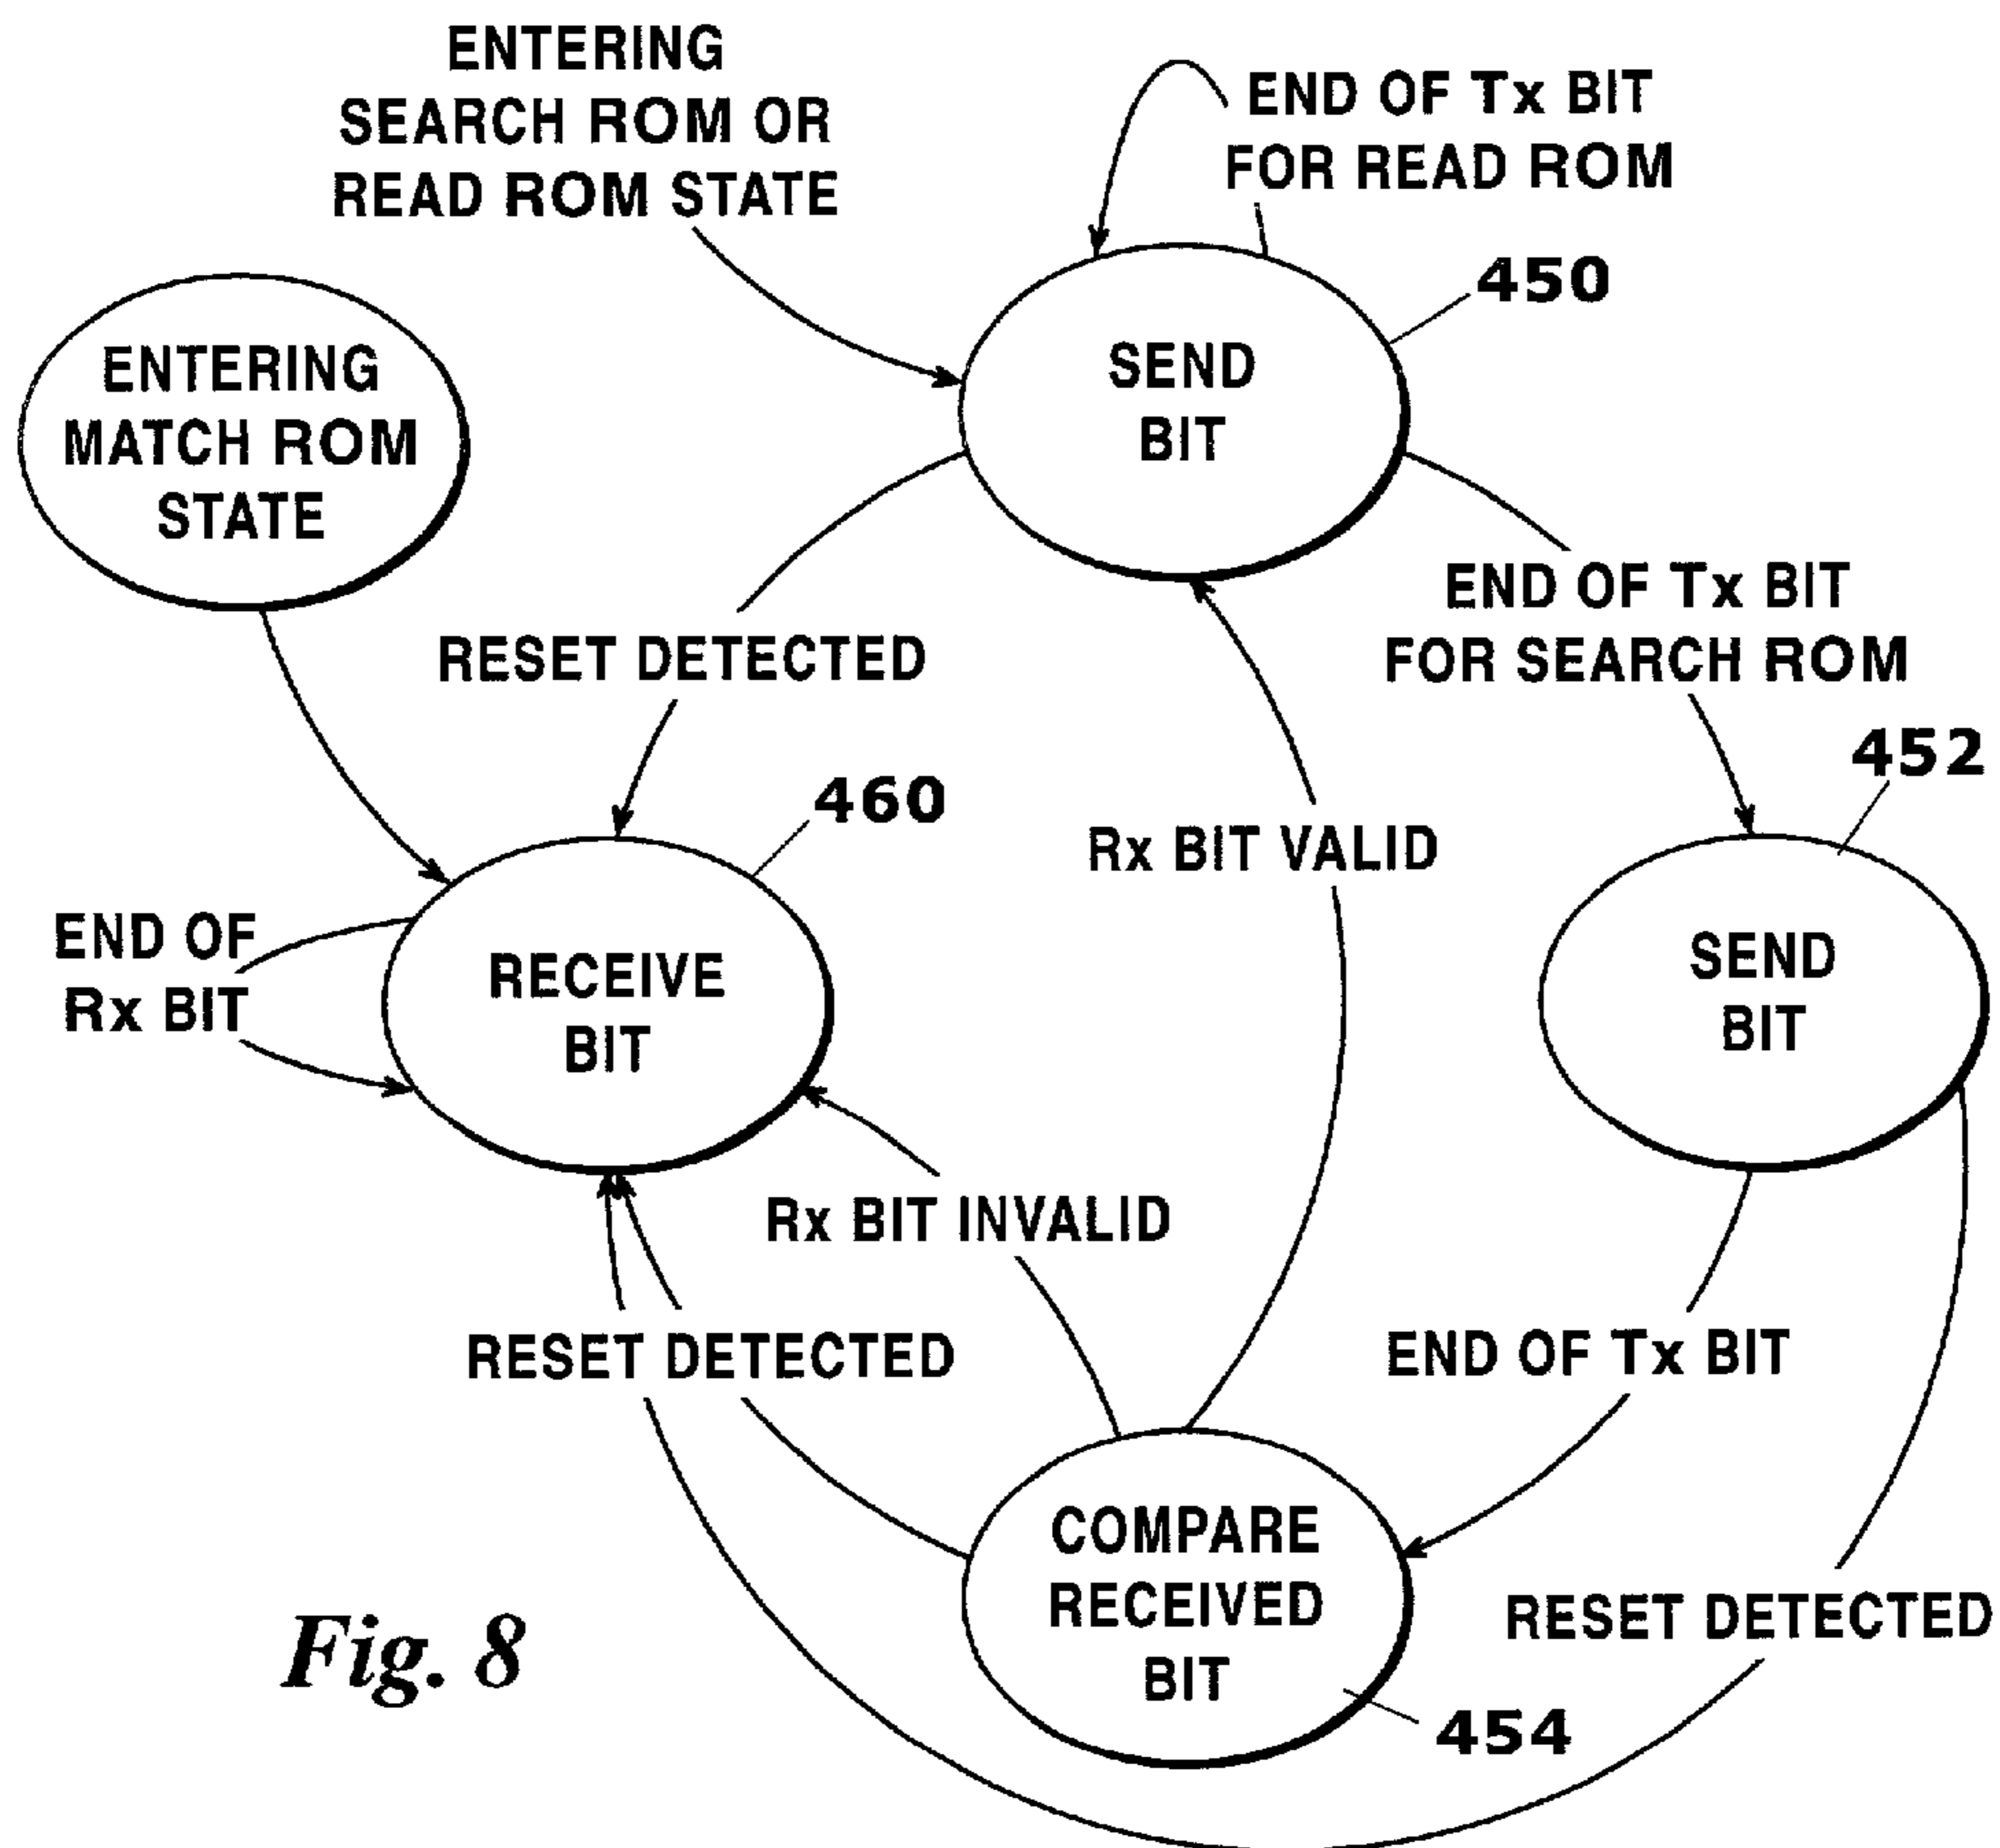 ENTERING
SEARCH ROM OR
READ ROM STATE
END OF Tx BIT
FOR READ ROM
450
SEND
BIT
ENTERING
MATCH ROM
STATE
END OF Tx BIT
FOR SEARCH ROM
RESET DETECTED
452
460
Rx BIT VALID
END OF
Rx BIT
RECEIVE
BIT
SEND
BIT
Rx BIT INVALID
RESET DETECTED
END OF Tx BIT
COMPARE
RECEIVED
BIT
RESET DETECTED
454
Fig. 8